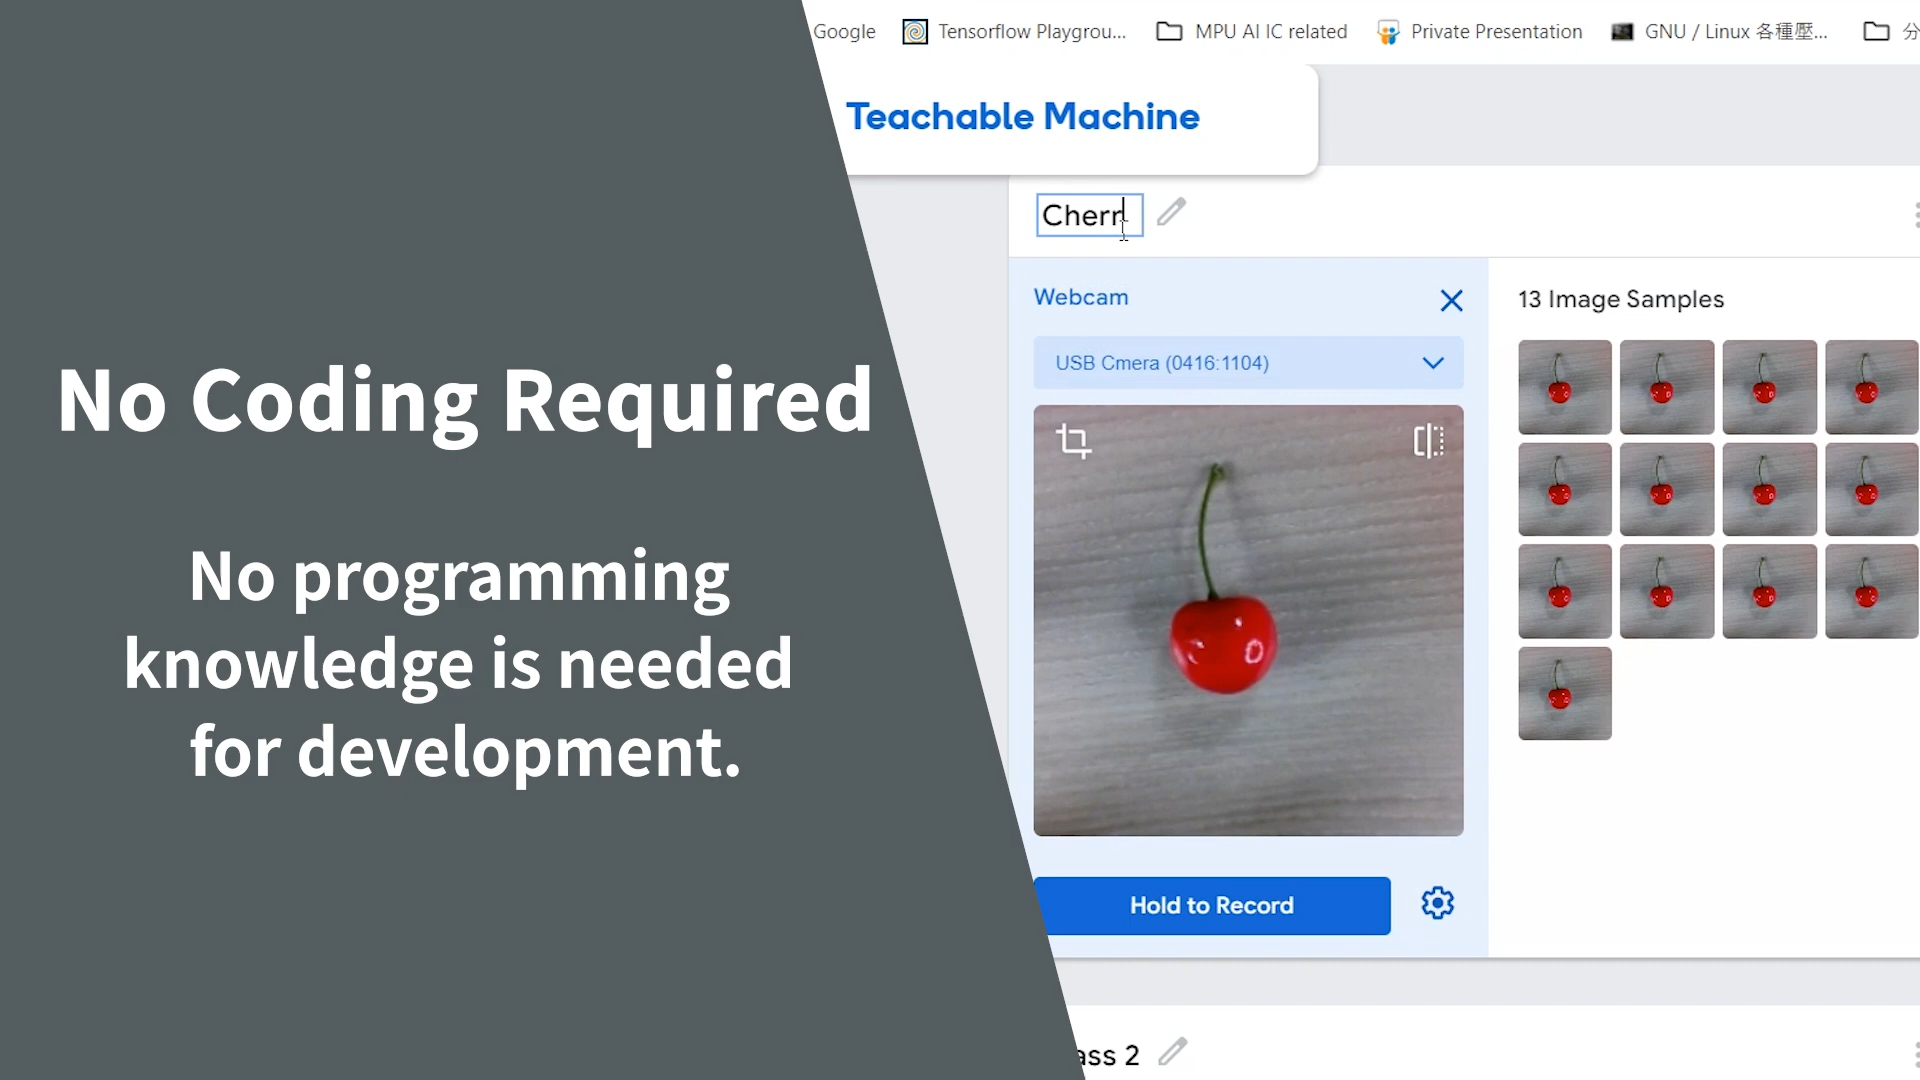 No Coding Required
No programming
knowledge is needed
for development.
Google
Tensorflow Playgrou...
MPU AI IC related
Private Presentation
GNU / Linux 各種壓...
分
Teachable Machine
Cherr
Webcam
USB Cmera (0416:1104)
Hold to Record
13 Image Samples
ass 2